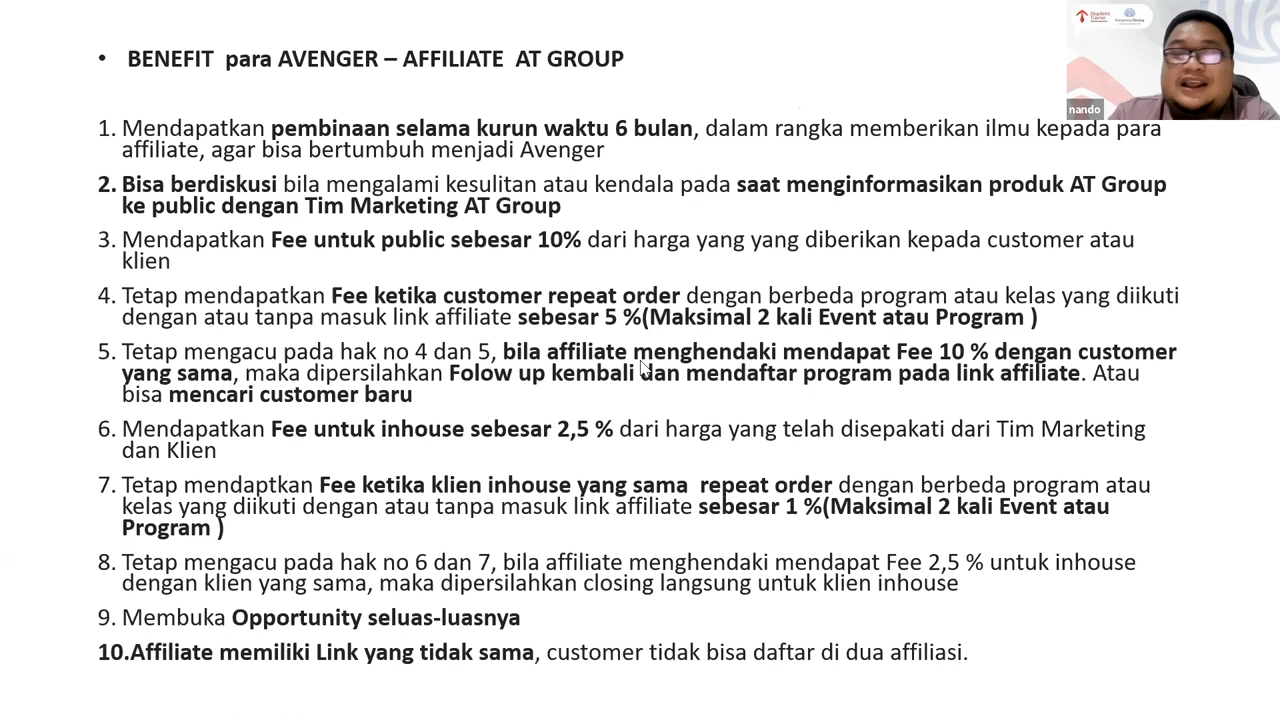 • BENEFIT para AVENGER – AFFILIATE AT GROUP
Akademi
Trainer
nando
1. Mendapatkan pembinaan selama kurun waktu 6 bulan, dalam rangka memberikan ilmu kepada para
affiliate, agar bisa bertumbuh menjadi Avenger
2. Bisa berdiskusi bila mengalami kesulitan atau kendala pada saat menginformasikan produk AT Group
ke public dengan Tim Marketing AT Group
3. Mendapatkan Fee untuk public sebesar 10% dari harga yang yang diberikan kepada customer atau
klien
4. Tetap mendapatkan Fee ketika customer repeat order dengan berbeda program atau kelas yang diikuti
dengan atau tanpa masuk link affiliate sebesar 5 %(Maksimal 2 kali Event atau Program )
5. Tetap mengacu pada hak no 4 dan 5, bila affiliate menghendaki mendapat Fee 10 % dengan customer
yang sama, maka dipersilahkan Folow up kembali dan mendaftar program pada link affiliate. Atau
bisa mencari customer baru
6. Mendapatkan Fee untuk inhouse sebesar 2,5 % dari harga yang telah disepakati dari Tim Marketing
dan Klien
7. Tetap mendaptkan Fee ketika klien inhouse yang sama repeat order dengan berbeda program atau
kelas yang diikuti dengan atau tanpa masuk link affiliate sebesar 1 %(Maksimal 2 kali Event atau
Program )
8. Tetap mengacu pada hak no 6 dan 7, bila affiliate menghendaki mendapat Fee 2,5 % untuk inhouse
dengan klien yang sama, maka dipersilahkan closing langsung untuk klien inhouse
9. Membuka Opportunity seluas-luasnya
10.Affiliate memiliki Link yang tidak sama, customer tidak bisa daftar di dua affiliasi.